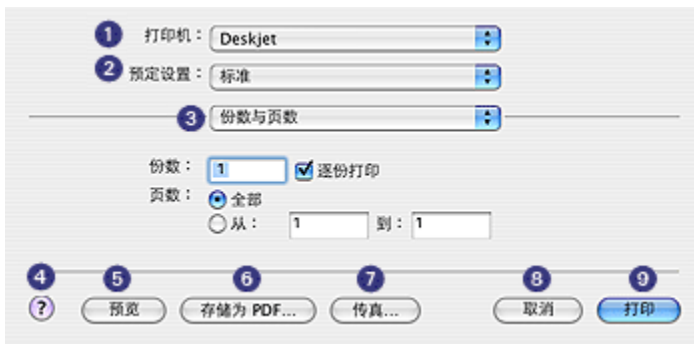 1 打印机： Deskjet
2 预定设置： 标准
3 份数与页数
份数： 1 逐份打印
页数： 全部
从： 1 到： 1
4 5 6 7 8 9
? 预览 存储为 PDF... 传真... 取消 打印